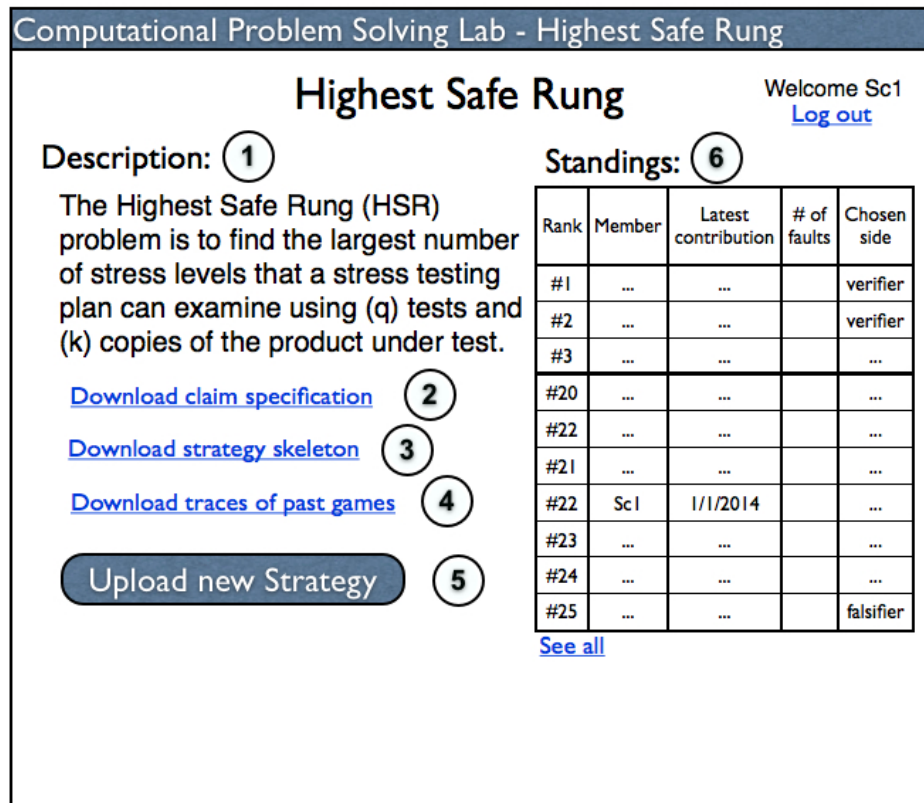 Computational Problem Solving Lab - Highest Safe Rung
Highest Safe Rung
Welcome Sc1
Log out
Description: 1
The Highest Safe Rung (HSR)
problem is to find the largest number
of stress levels that a stress testing
plan can examine using (q) tests and
(k) copies of the product under test.
Download claim specification 2
Download strategy skeleton 3
Download traces of past games 4
Upload new Strategy 5
Standings: 6
Rank Member Latest contribution # of faults Chosen side
#1 ... ... verifier
#2 ... ... verifier
#3 ... ... ...
#20 ... ... ...
#22 ... ... ...
#21 ... ... ...
#22 Sc1 1/1/2014 ...
#23 ... ... ...
#24 ... ... ...
#25 ... ... falsifier
See all